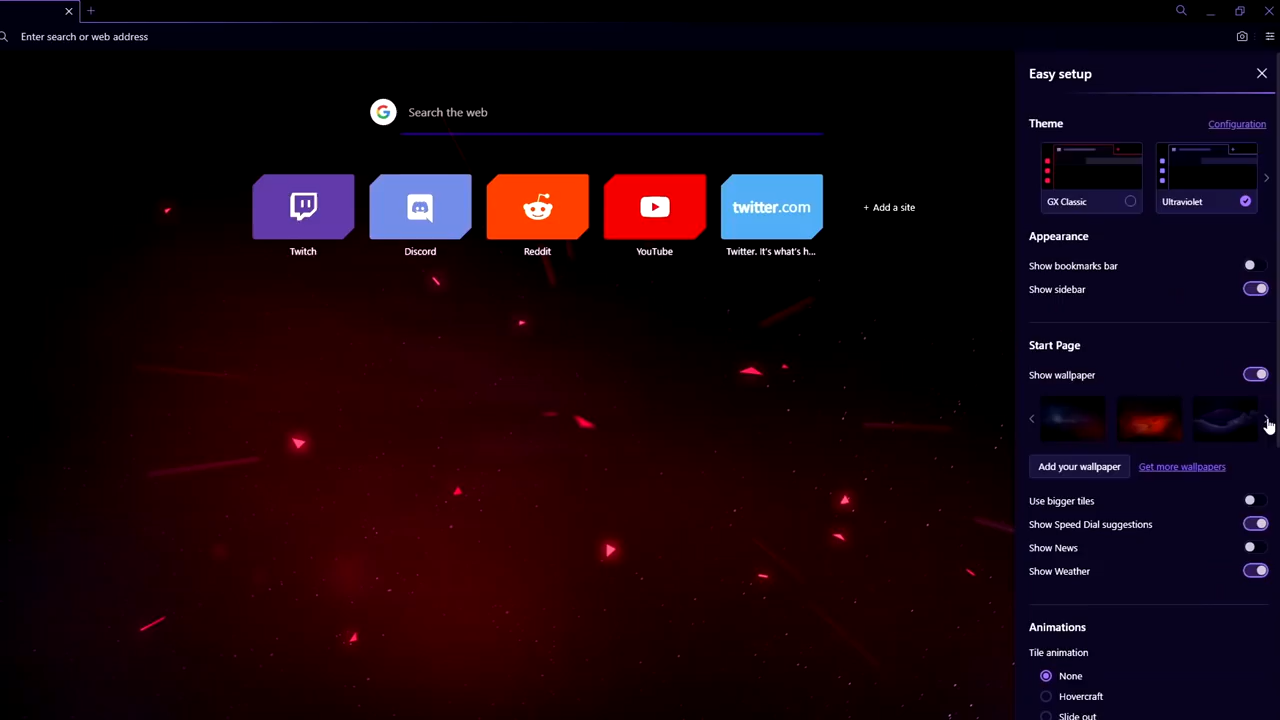 Enter search or web address
Easy setup
Search the web
Theme
Configuration
GX Classic
Ultraviolet
twitter.com
+ Add a site
Twitch
Discord
Reddit
YouTube
Twitter. It's what's h...
Appearance
Show bookmarks bar
Show sidebar
Start Page
Show wallpaper
Add your wallpaper
Get more wallpapers
Use bigger tiles
Show Speed Dial suggestions
Show News
Show Weather
Animations
Tile animation
None
Hovercraft
Slide out